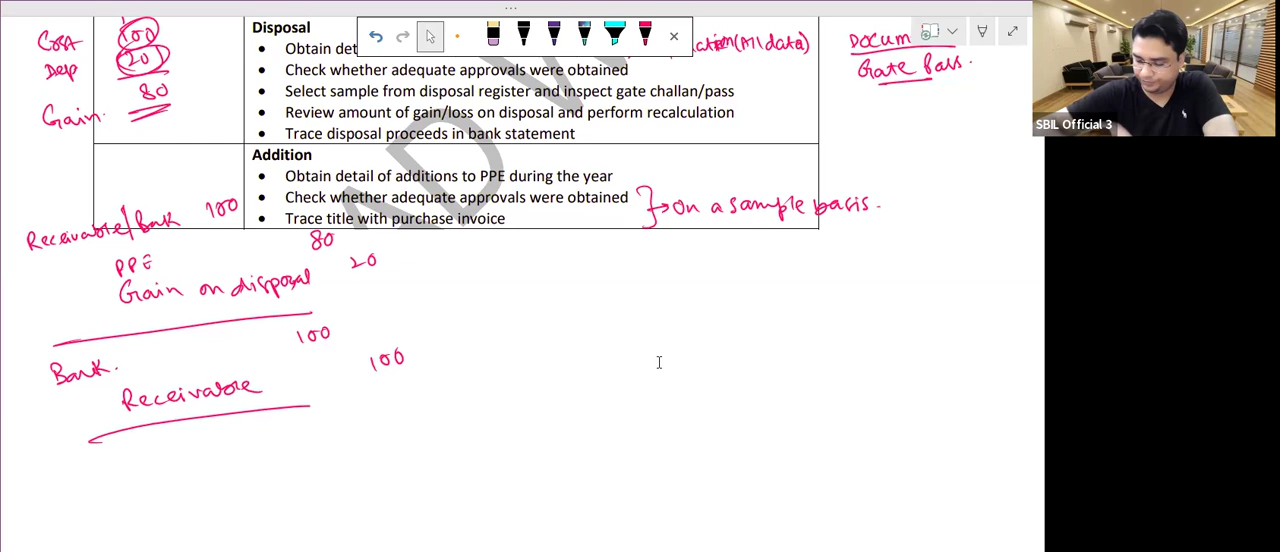 Cost 100
Dep (20)
80
Gain.
Disposal
• Obtain det
(MI data)
Docum
Gate Pass.
• Check whether adequate approvals were obtained
• Select sample from disposal register and inspect gate challan/pass
• Review amount of gain/loss on disposal and perform recalculation
• Trace disposal proceeds in bank statement
Addition
• Obtain detail of additions to PPE during the year
• Check whether adequate approvals were obtained
• Trace title with purchase invoice
On a sample basis.
Receivable/Bank 100
PPE 80
Gain on disposal 20
Bank. 100
Receivable 100
SBIL Official 3